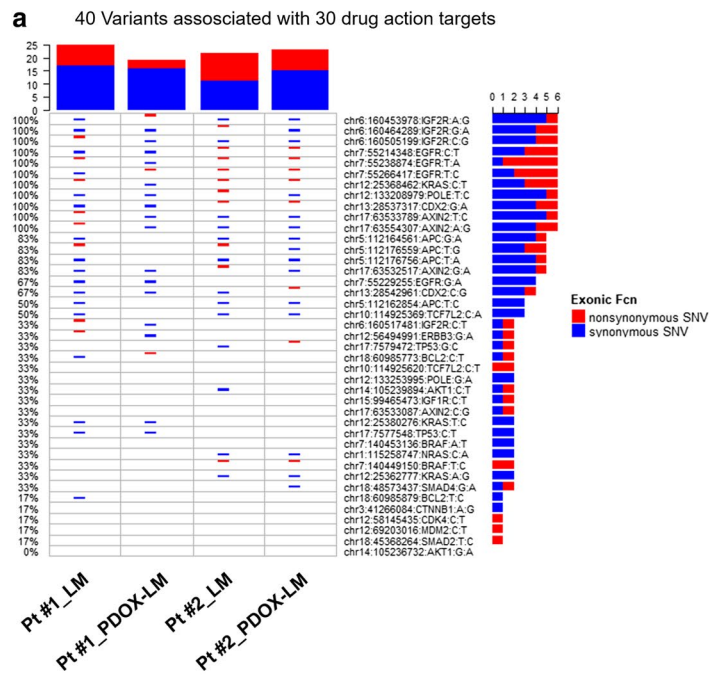 a
40 Variants assosciated with 30 drug action targets
25
20
15
10
5
0
0 1 2 3 4 5 6
100% chr6:160453978:IGF2R:A:G
100% chr6:160464289:IGF2R:G:A
100% chr6:160505199:IGF2R:C:G
100% chr7:55214348:EGFR:C:T
100% chr7:55238874:EGFR:T:A
100% chr7:55266417:EGFR:T:C
100% chr12:25368462:KRAS:C:T
100% chr12:133208979:POLE:T:C
100% chr13:28537317:CDX2:G:A
100% chr17:63533789:AXIN2:T:C
100% chr17:63554307:AXIN2:A:G
83% chr5:112164561:APC:G:A
83% chr5:112176559:APC:T:G
83% chr5:112176756:APC:T:A
83% chr17:63532517:AXIN2:G:A
67% chr7:55229255:EGFR:G:A
67% chr13:28542961:CDX2:C:G
50% chr5:112162854:APC:T:C
50% chr10:114925369:TCF7L2:C:A
33% chr6:160517481:IGF2R:C:T
33% chr12:56494991:ERBB3:G:A
33% chr17:7579472:TP53:G:C
33% chr18:60985773:BCL2:C:T
33% chr10:114925620:TCF7L2:C:T
33% chr12:133253995:POLE:G:A
33% chr14:105239894:AKT1:C:T
33% chr15:99465473:IGF1R:C:T
33% chr17:63533087:AXIN2:C:G
33% chr12:25380276:KRAS:T:C
33% chr17:7577548:TP53:C:T
33% chr7:140453136:BRAF:A:T
33% chr1:115258747:NRAS:C:A
33% chr7:140449150:BRAF:T:C
33% chr12:25362777:KRAS:A:G
33% chr18:48573437:SMAD4:G:A
17% chr18:60985879:BCL2:T:C
17% chr3:41266084:CTNNB1:A:G
17% chr12:58145435:CDK4:C:T
17% chr12:69203016:MDM2:C:T
17% chr18:45368264:SMAD2:T:C
0% chr14:105236732:AKT1:G:A
Exonic Fcn
nonsynonymous SNV
synonymous SNV
Pt #1_LM
Pt #1_PDOX-LM
Pt #2_LM
Pt #2_PDOX-LM